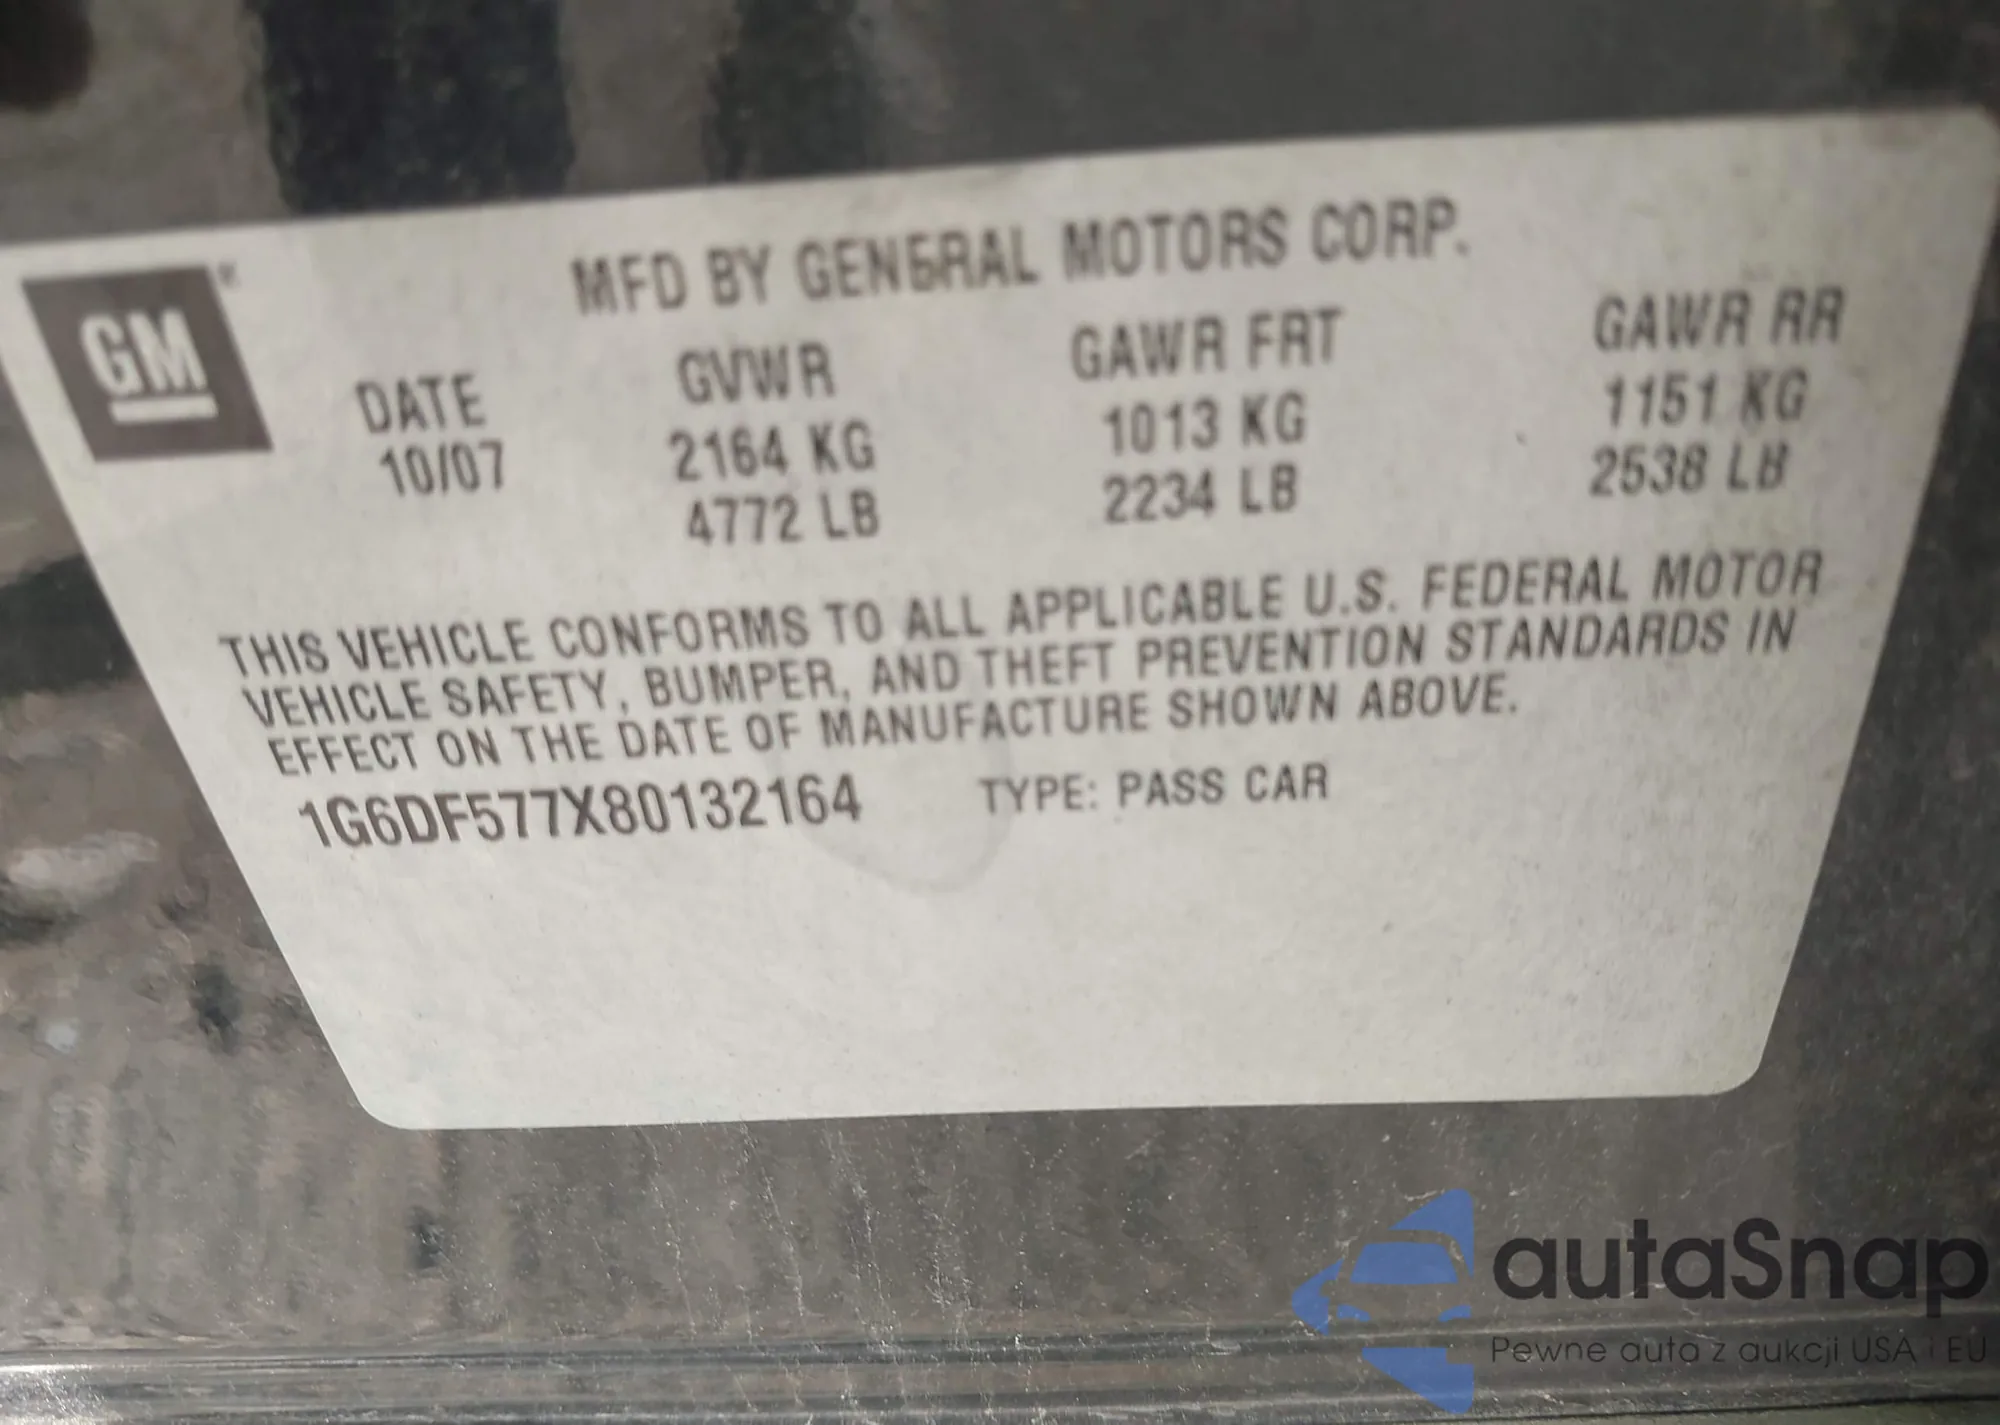 GM
MFD BY GENERAL MOTORS CORP.
DATE GVWR GAWR FRT GAWR RR
10/07 2164 KG 1013 KG 1151 KG
4772 LB 2234 LB 2538 LB
THIS VEHICLE CONFORMS TO ALL APPLICABLE U.S. FEDERAL MOTOR
VEHICLE SAFETY, BUMPER, AND THEFT PREVENTION STANDARDS IN
EFFECT ON THE DATE OF MANUFACTURE SHOWN ABOVE.
1G6DF577X80132164 TYPE: PASS CAR
autaSnap
Pewne auta z aukcji USA i EU